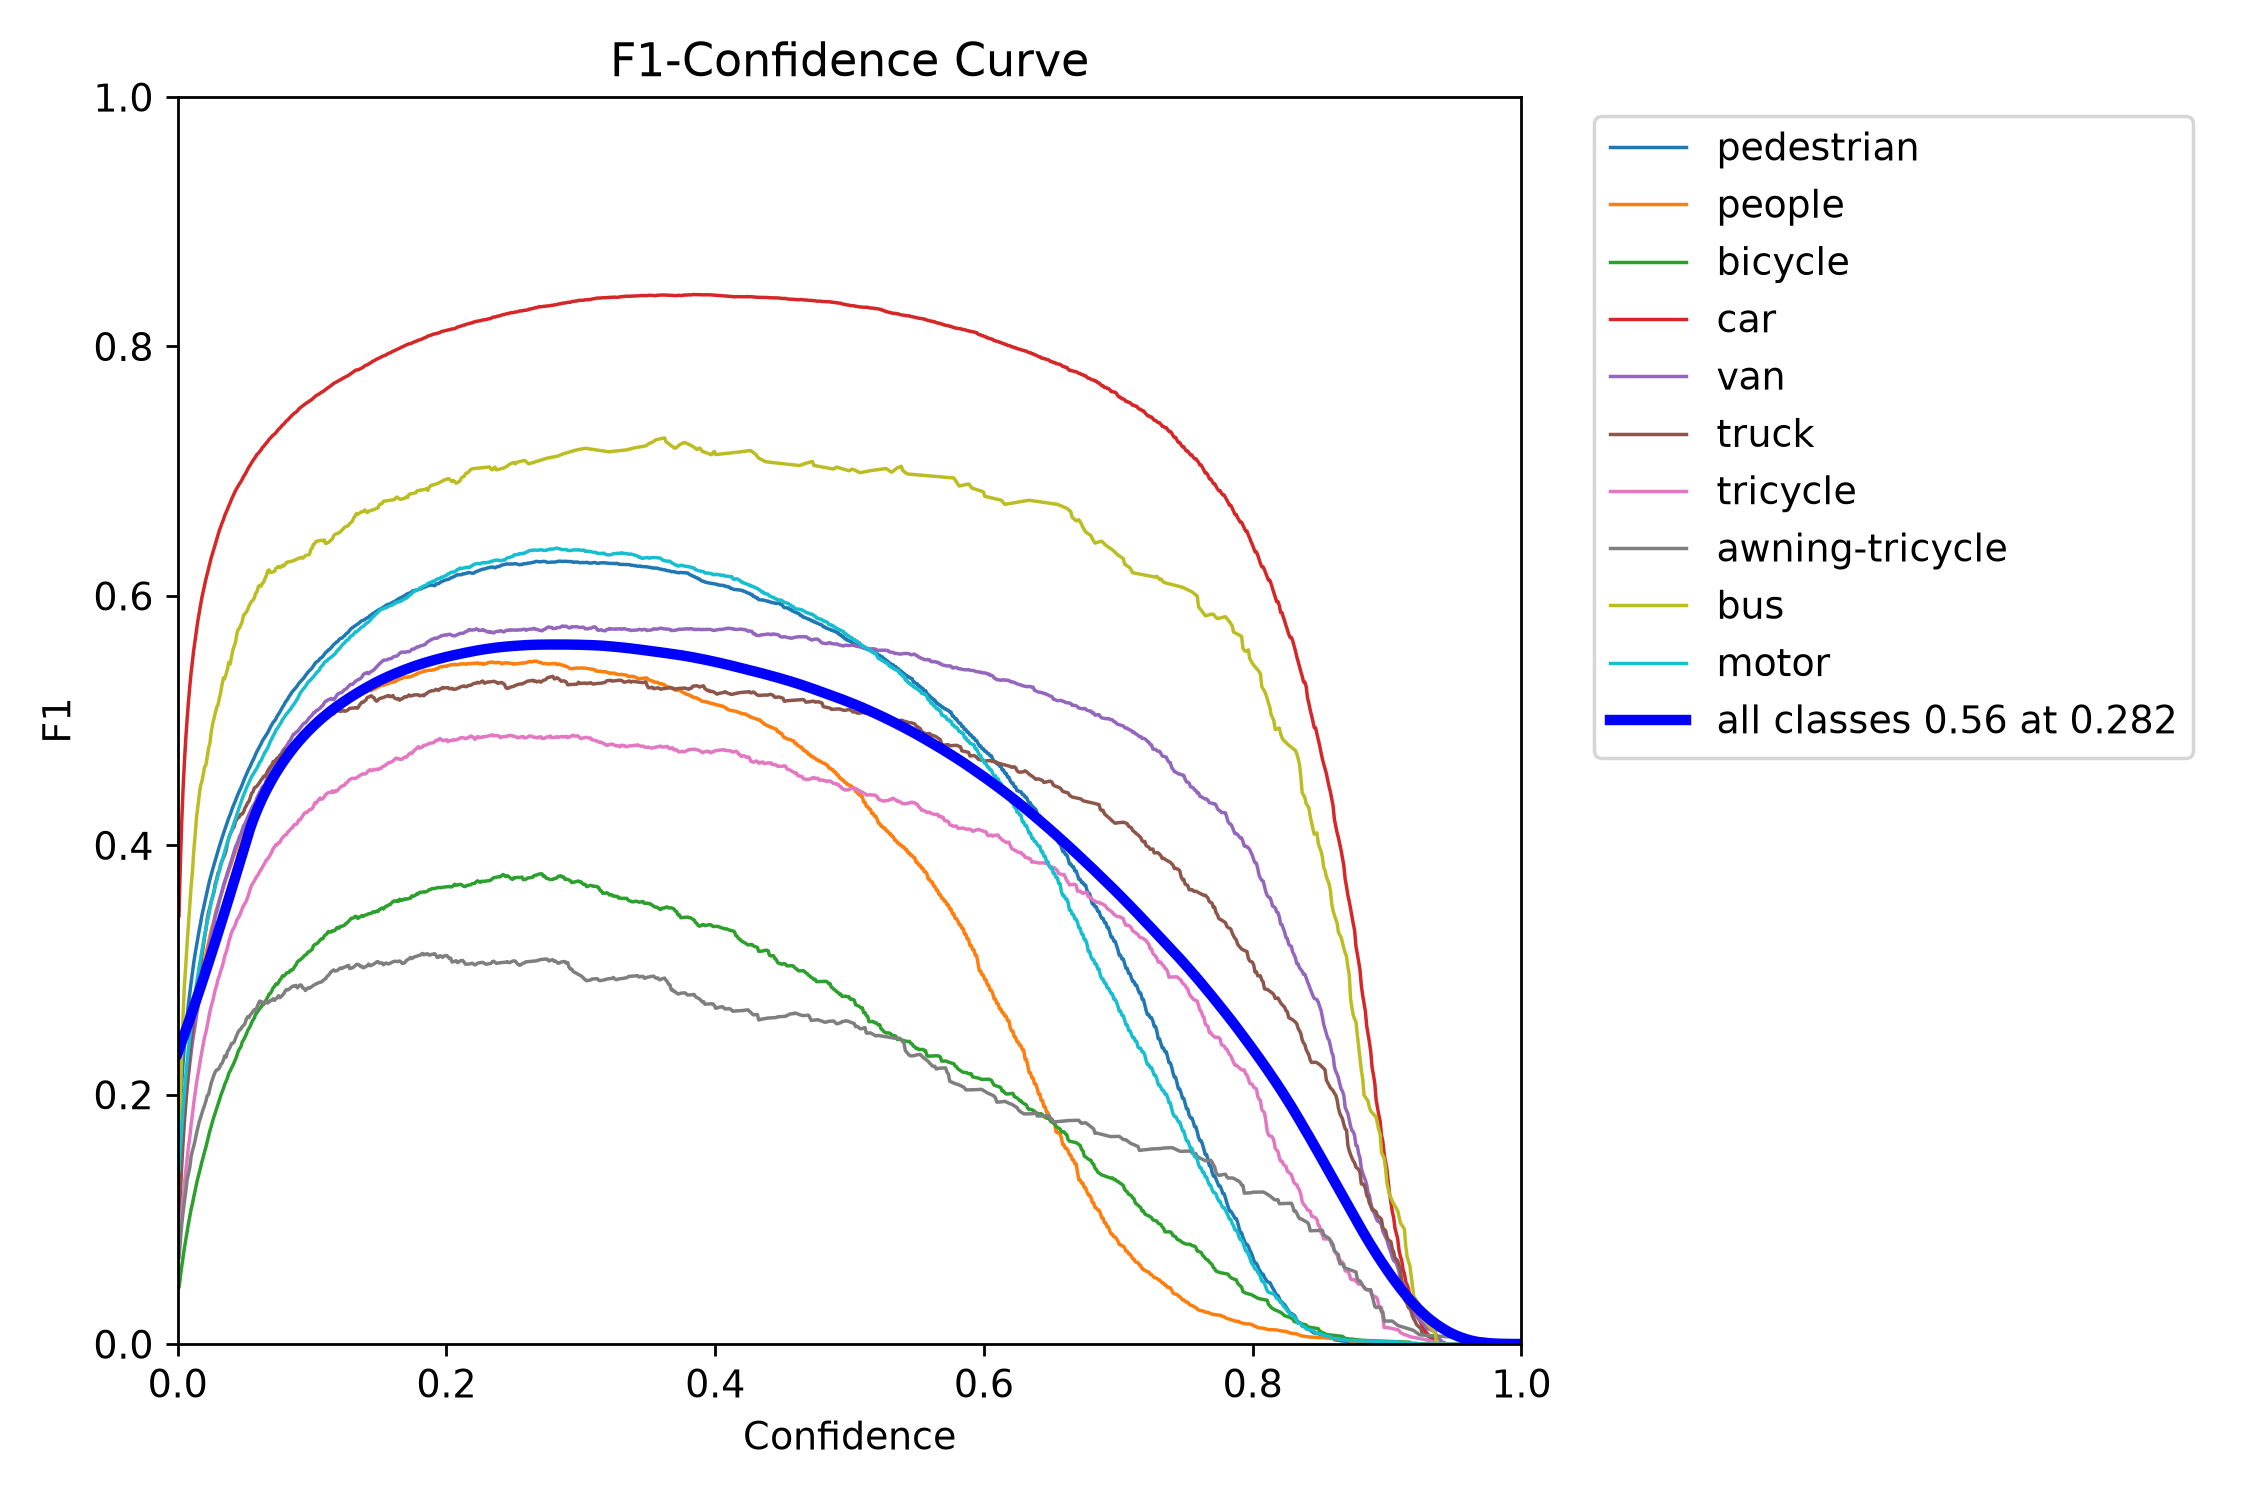 F1-Confidence Curve
1.0
0.8
0.6
0.4
0.2
0.0
F1
0.0 0.2 0.4 0.6 0.8 1.0
Confidence
pedestrian
people
bicycle
car
van
truck
tricycle
awning-tricycle
bus
motor
all classes 0.56 at 0.282